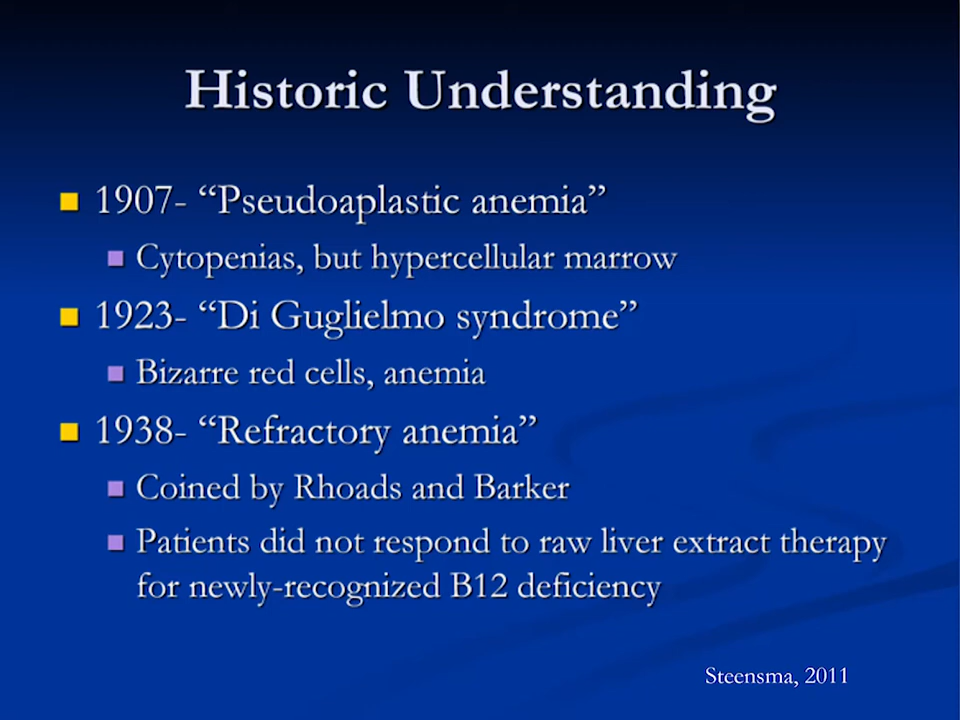 Historic Understanding
1907- “Pseudoaplastic anemia”
Cytopenias, but hypercellular marrow
1923- “Di Guglielmo syndrome”
Bizarre red cells, anemia
1938- “Refractory anemia”
Coined by Rhoads and Barker
Patients did not respond to raw liver extract therapy
for newly-recognized B12 deficiency
Steensma, 2011